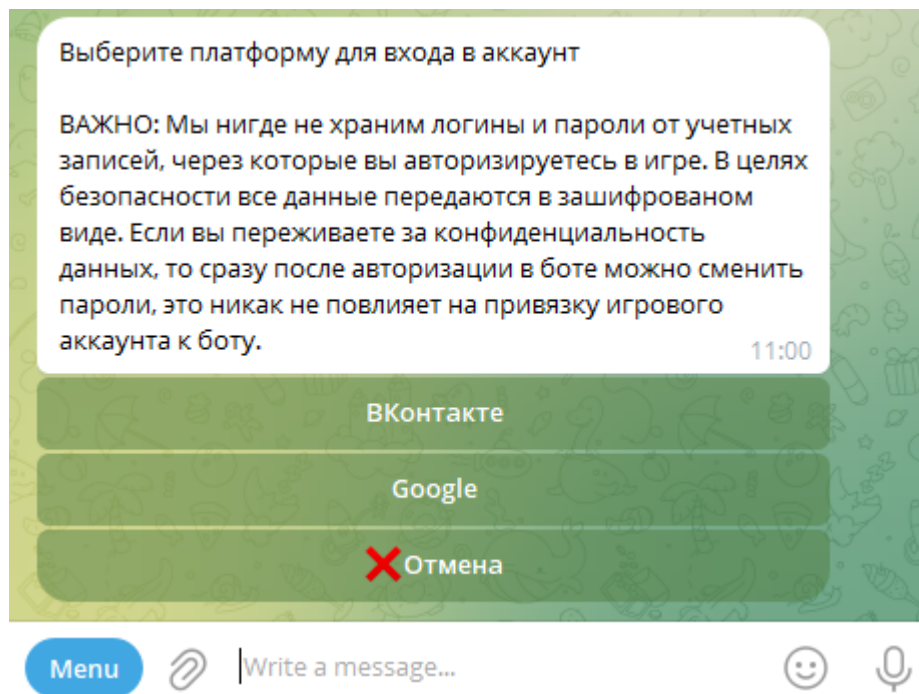 Выберите платформу для входа в аккаунт
ВАЖНО: Мы нигде не храним логины и пароли от учетных
записей, через которые вы авторизируетесь в игре. В целях
безопасности все данные передаются в зашифрованом
виде. Если вы переживаете за конфиденциальность
данных, то сразу после авторизации в боте можно сменить
пароли, это никак не повлияет на привязку игрового
аккаунта к боту.
11:00
ВКонтакте
Google
Отмена
Menu
Write a message...